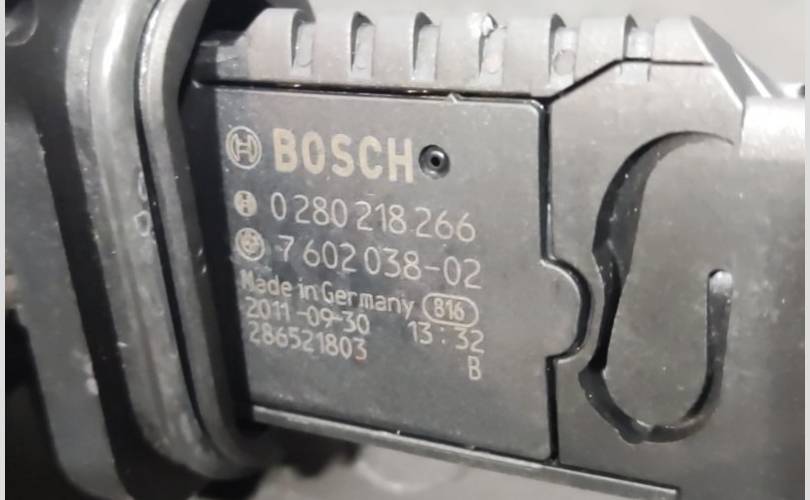 BOSCH
0 280 218 266
7 602 038-02
Made in Germany 816
2011-09-30 13:32
286521803 B